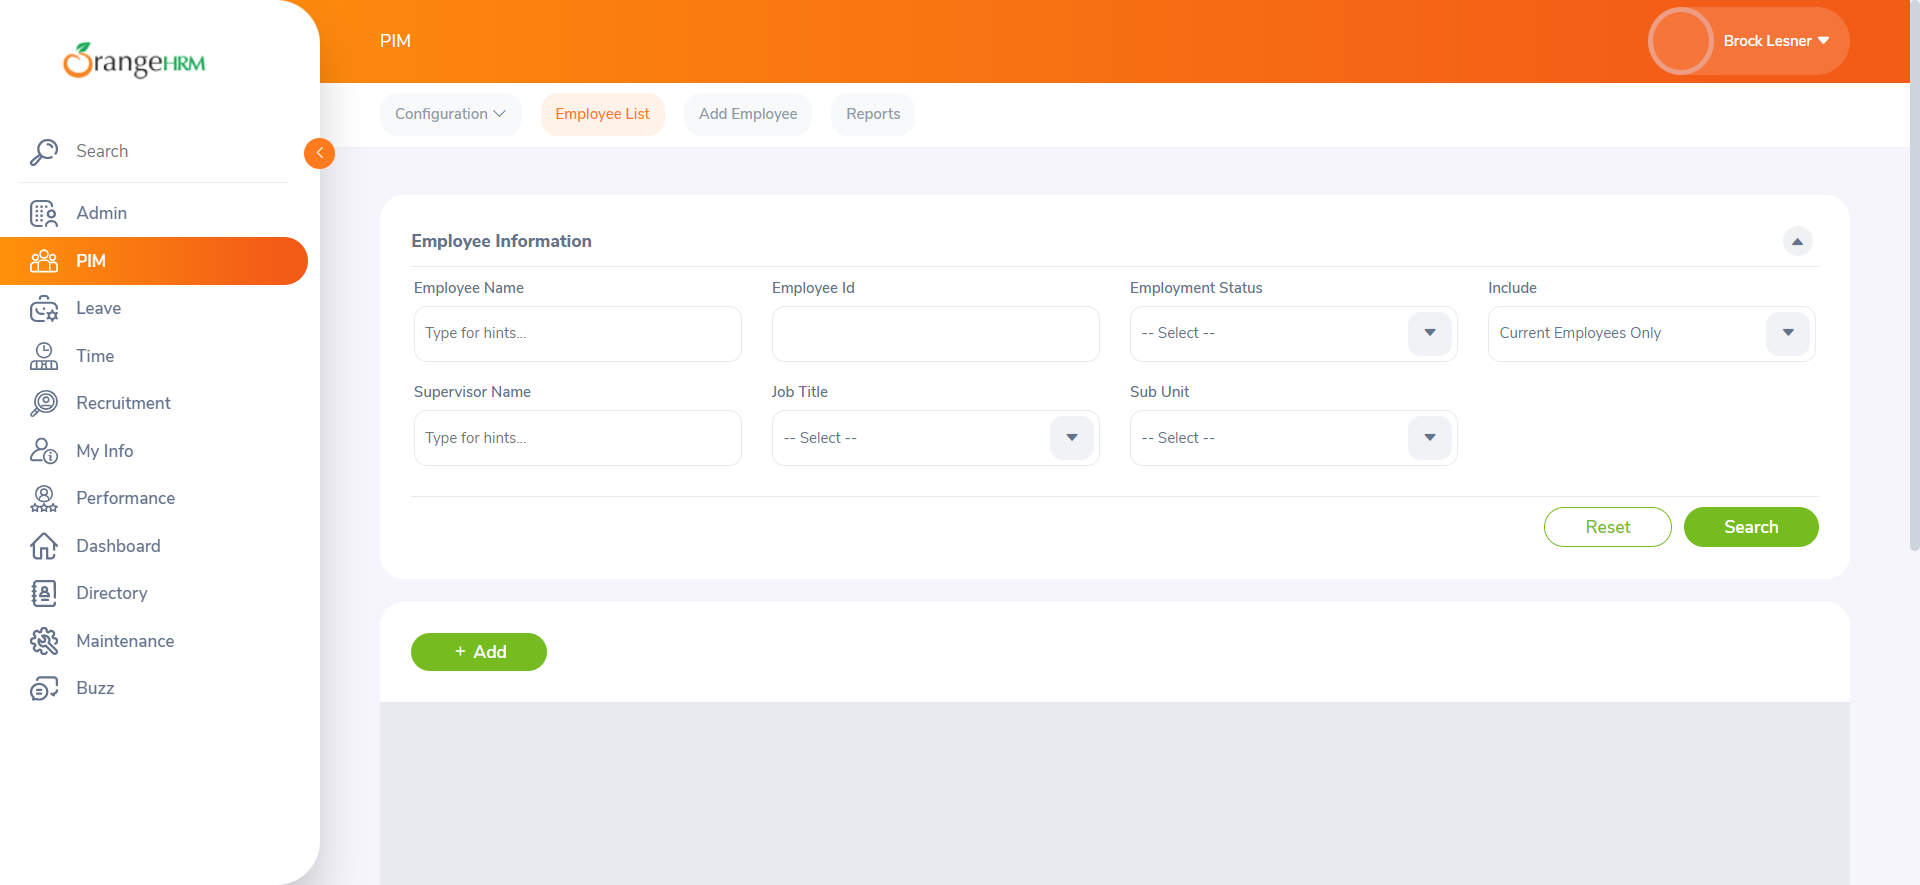 OrangeHRM
PIM
Brock Lesner
Configuration
Employee List
Add Employee
Reports
Search
Admin
PIM
Leave
Time
Recruitment
My Info
Performance
Dashboard
Directory
Maintenance
Buzz
Employee Information
Employee Name
Employee Id
Employment Status
Include
Type for hints...
-- Select --
Current Employees Only
Supervisor Name
Job Title
Sub Unit
Type for hints...
-- Select --
-- Select --
Reset
Search
+ Add